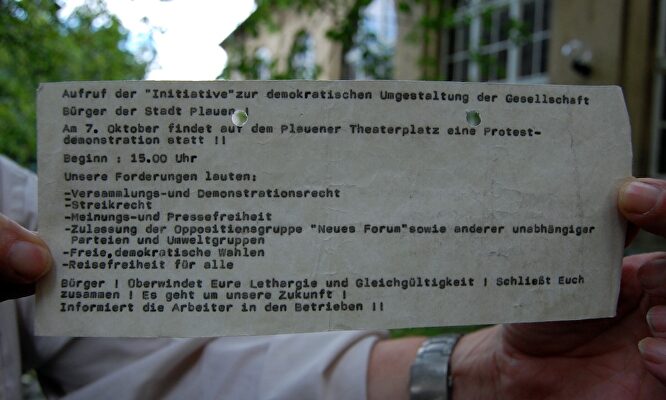 Aufruf der "Initiative"zur demokratischen Umgestaltung der Gesellschaft
Bürger der Stadt Plauen !
Am 7. Oktober findet auf dem Plauener Theaterplatz eine Protest-
demonstration statt !!
Beginn : 15.00 Uhr
Unsere Forderungen lauten:
-Versammlungs-und Demonstrationsrecht
-Streikrecht
-Meinungs-und Pressefreiheit
-Zulassung der Oppositionsgruppe "Neues Forum"sowie anderer unabhängiger
Parteien und Umweltgruppen
-Freie,demokratische Wahlen
-Reisefreiheit für alle
Bürger ! Überwindet Eure Lethargie und Gleichgültigkeit ! Schließt Euch
zusammen ! Es geht um unsere Zukunft !
Informiert die Arbeiter in den Betrieben !!